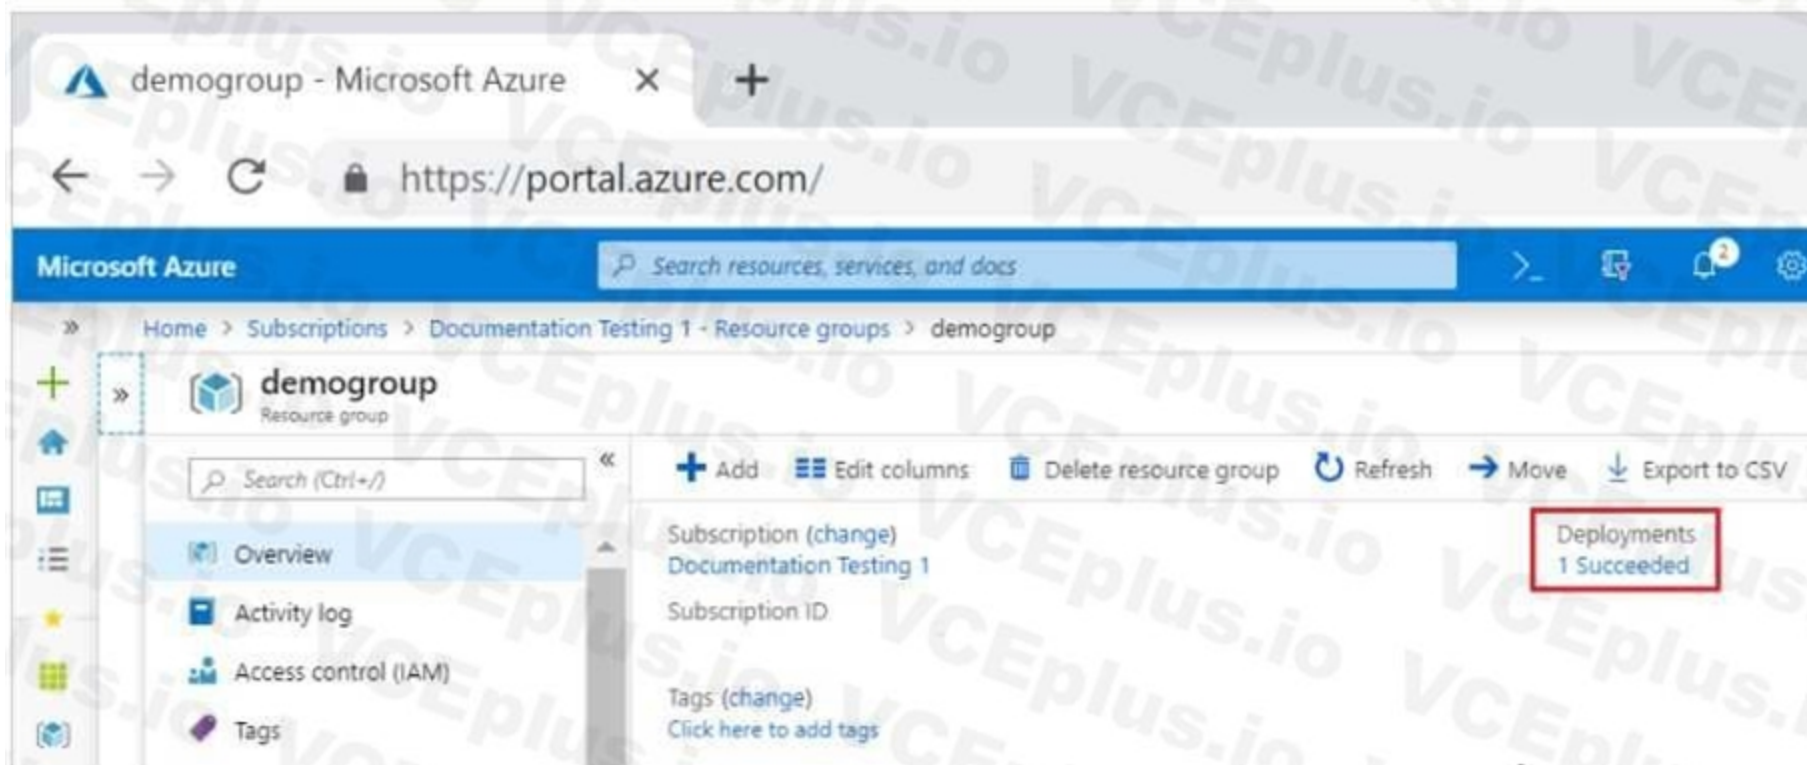 demogroup - Microsoft Azure
https://portal.azure.com/
Microsoft Azure
Search resources, services, and docs
2
Home > Subscriptions > Documentation Testing 1 - Resource groups > demogroup
demogroup
Resource group
Search (Ctrl+/)
Add Edit columns Delete resource group Refresh Move Export to CSV
Overview
Activity log
Access control (IAM)
Tags
Subscription (change)
Documentation Testing 1
Subscription ID
Tags (change)
Click here to add tags
Deployments
1 Succeeded
VCEplus.io